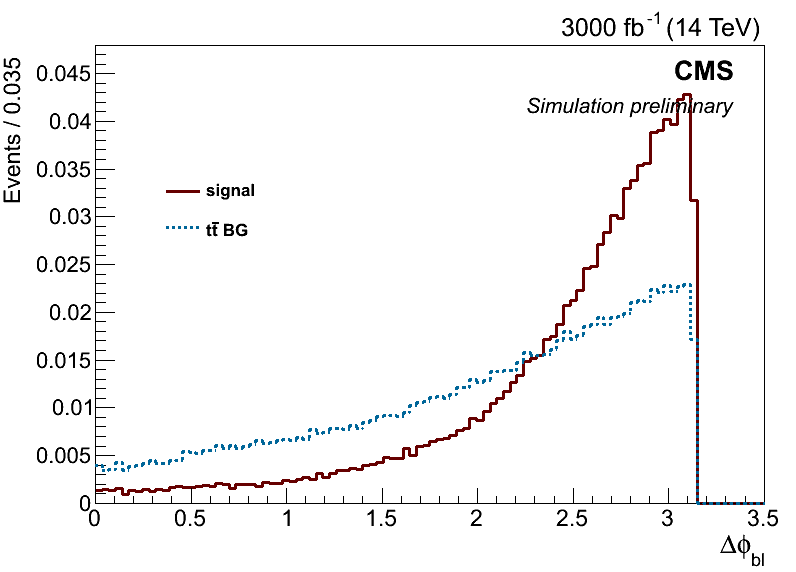 3000 fb⁻¹ (14 TeV)
CMS
Simulation preliminary
Events / 0.035
0.045
0.04
0.035
0.03
0.025
0.02
0.015
0.01
0.005
0
signal
tt̄ BG
0 0.5 1 1.5 2 2.5 3 3.5
Δϕbl